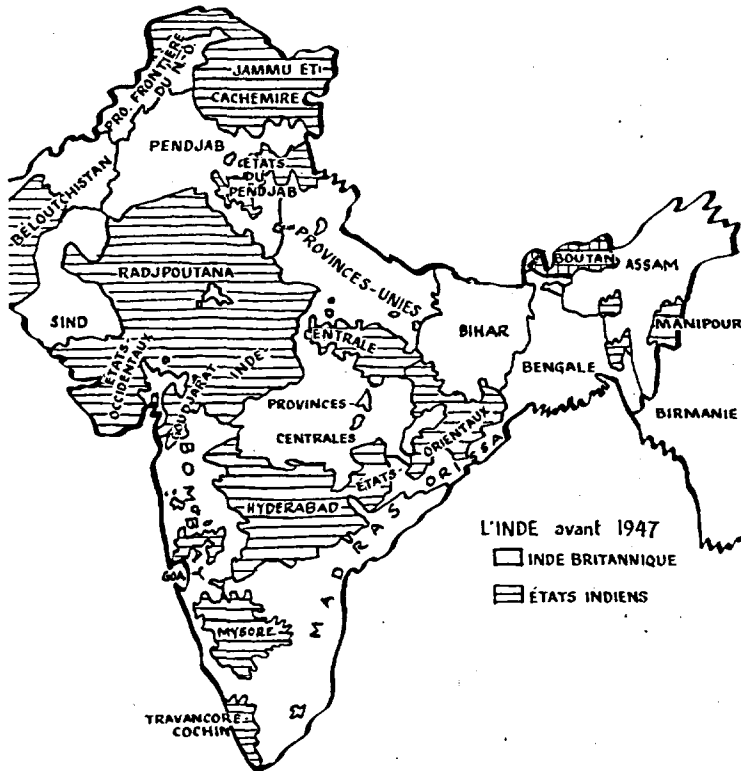 PRO. FRONTIÈRE
DU N.-O.
JAMMU ET
CACHEMIRE
PENDJAB
ÉTATS
DU
PENDJAB
BÉLOUTCHISTAN
RADJPOUTANA
PROVINCES-UNIES
BOUTAN
ASSAM
SIND
BIHAR
MANIPOUR
ÉTATS
OCCIDENTAUX
GOUDJARAT
INDE
CENTRALE
BENGALE
PROVINCES
CENTRALES
BIRMANIE
ÉTATS-
ORIENTAUX
ORISSA
BOMBAY
HYDERABAD
MADRAS
GOA
MYSORE
TRAVANCORE-
COCHIN
L'INDE avant 1947
INDE BRITANNIQUE
ÉTATS INDIENS